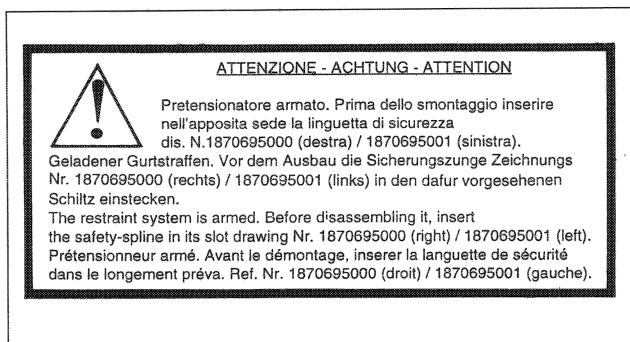 ATTENZIONE - ACHTUNG - ATTENTION
Pretensionatore armato. Prima dello smontaggio inserire
nell'apposita sede la linguetta di sicurezza
dis. N.1870695000 (destra) / 1870695001 (sinistra).
Geladener Gurtstraffen. Vor dem Ausbau die Sicherungszunge Zeichnungs
Nr. 1870695000 (rechts) / 1870695001 (links) in den dafur vorgesehenen
Schiltz einstecken.
The restraint system is armed. Before disassembling it, insert
the safety-spline in its slot drawing Nr. 1870695000 (right) / 1870695001 (left).
Prétensionneur armé. Avant le démontage, inserer la languette de sécurité
dans le longement préva. Ref. Nr. 1870695000 (droit) / 1870695001 (gauche).